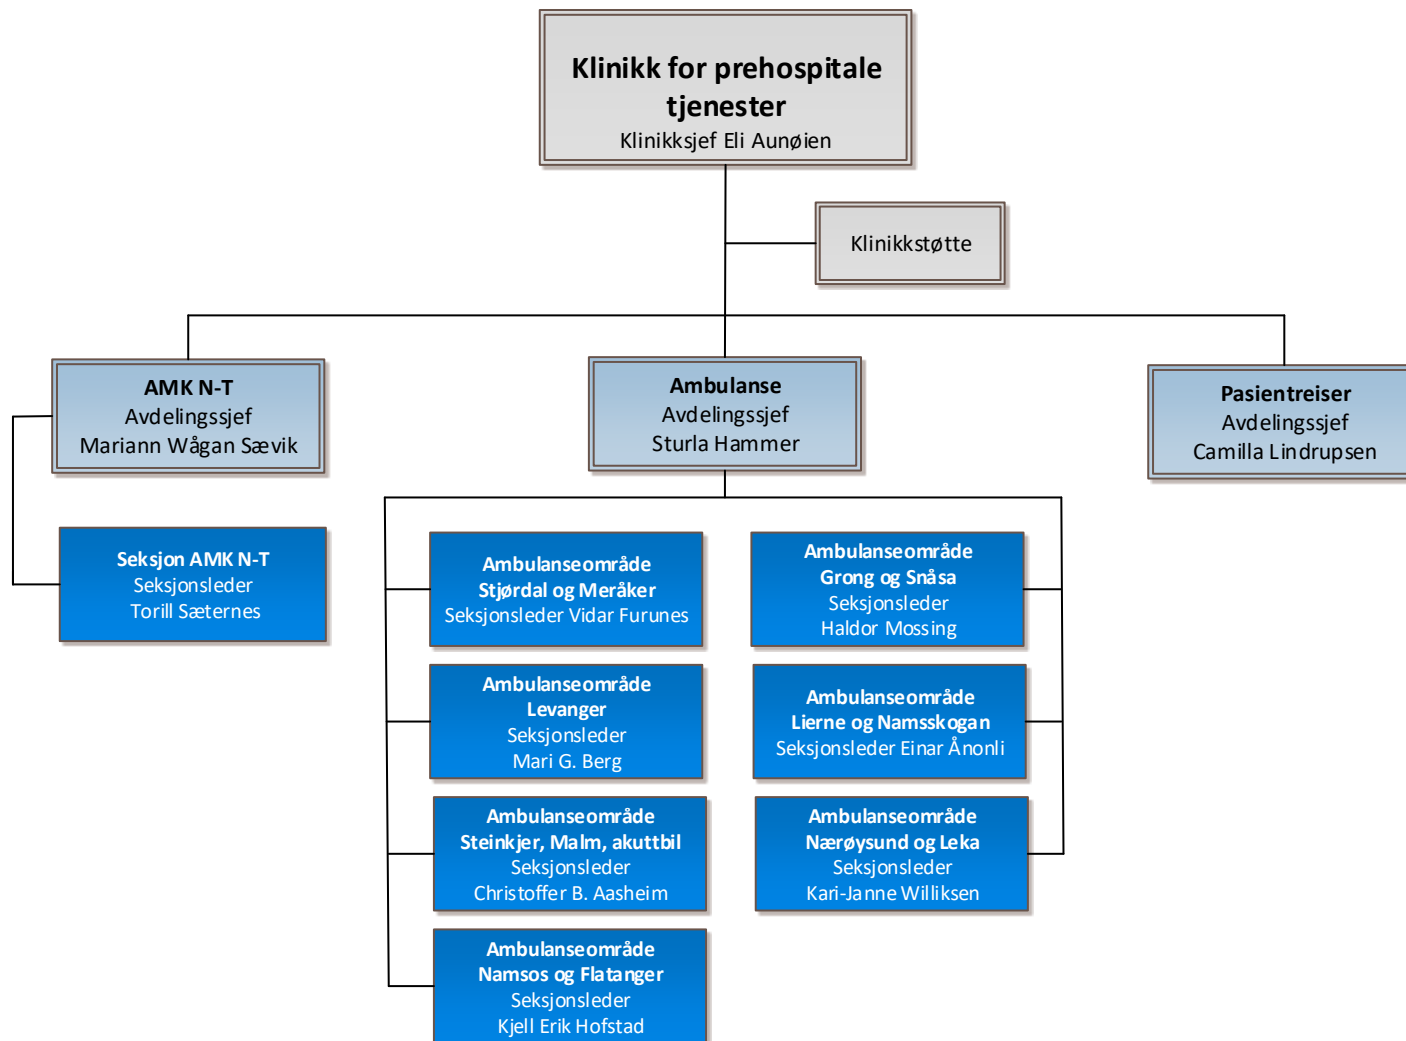 Klinikk for prehospitale
tjenester
Klinikksjef Eli Aunøien
Klinikkstøtte
AMK N-T
Avdelingssjef
Mariann Wågan Sævik
Ambulanse
Avdelingssjef
Sturla Hammer
Pasientreiser
Avdelingssjef
Camilla Lindrupsen
Seksjon AMK N-T
Seksjonsleder
Torill Sæternes
Ambulanseområde
Stjørdal og Meråker
Seksjonsleder Vidar Furunes
Ambulanseområde
Grong og Snåsa
Seksjonsleder
Haldor Mossing
Ambulanseområde
Levanger
Seksjonsleder
Mari G. Berg
Ambulanseområde
Lierne og Namsskogan
Seksjonsleder Einar Ånonli
Ambulanseområde
Steinkjer, Malm, akuttbil
Seksjonsleder
Christoffer B. Aasheim
Ambulanseområde
Nærøysund og Leka
Seksjonsleder
Kari-Janne Williksen
Ambulanseområde
Namsos og Flatanger
Seksjonsleder
Kjell Erik Hofstad